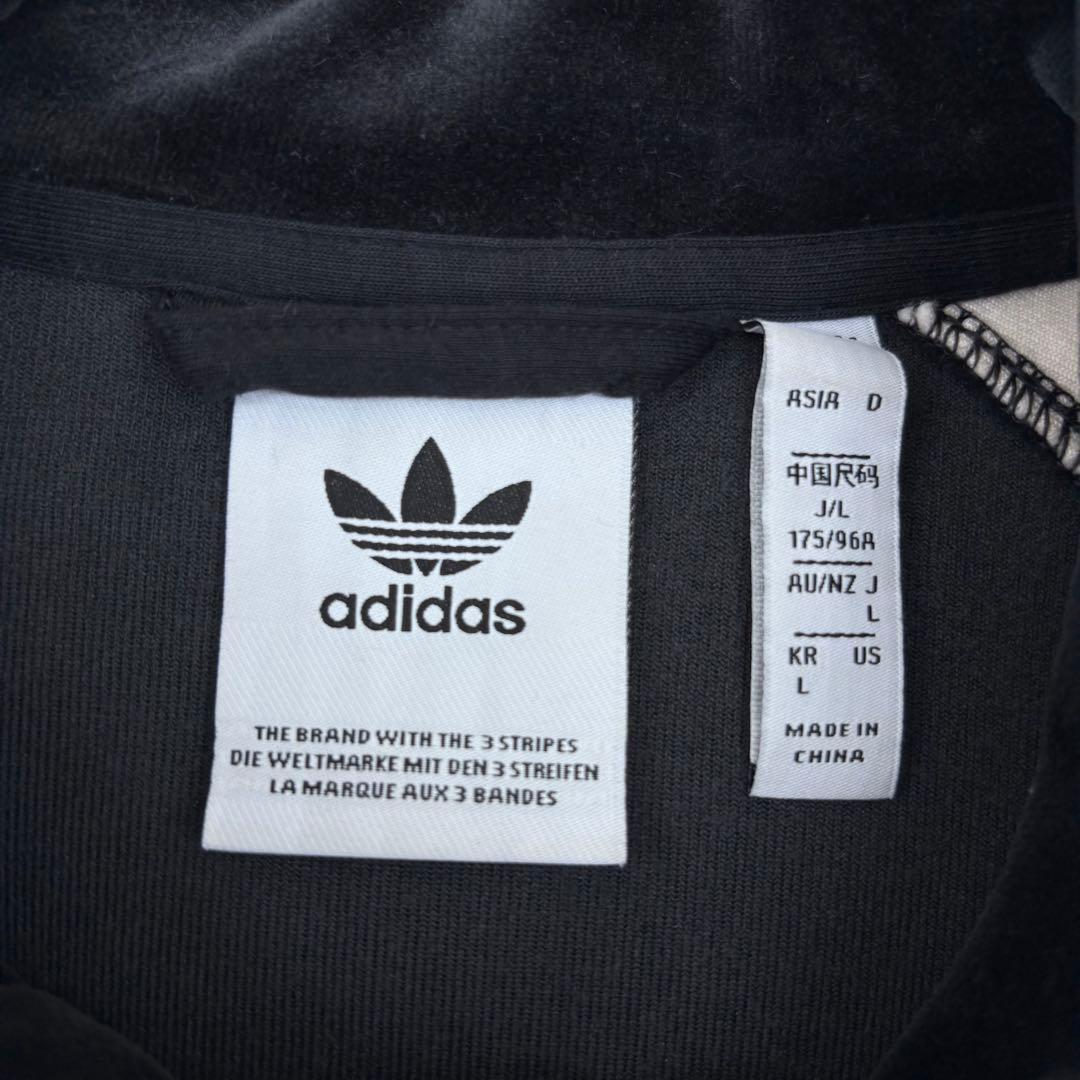 adidas
THE BRAND WITH THE 3 STRIPES
DIE WELTMARKE MIT DEN 3 STREIFEN
LA MARQUE AUX 3 BANDES
ASIA D
中国尺码
J/L
175/96A
AU/NZ J
L
KR US
L
MADE IN
CHINA